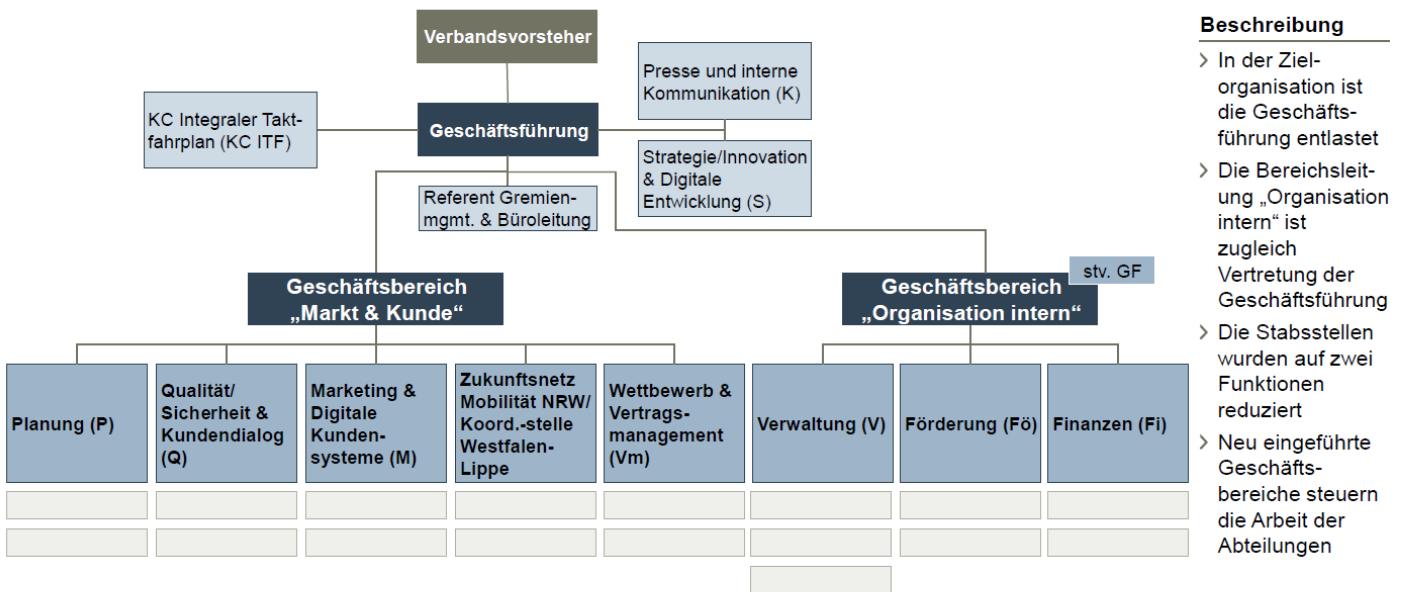 Verbandsvorsteher
Presse und interne
Kommunikation (K)
KC Integraler Takt-
fahrplan (KC ITF)
Geschäftsführung
Strategie/Innovation
& Digitale
Entwicklung (S)
Referent Gremien-
mgmt. & Büroleitung
Geschäftsbereich
„Markt & Kunde“
stv. GF
Geschäftsbereich
„Organisation intern“
Planung (P)
Qualität/
Sicherheit &
Kundendialog
(Q)
Marketing &
Digitale
Kunden-
systeme (M)
Zukunftsnetz
Mobilität NRW/
Koord.-stelle
Westfalen-
Lippe
Wettbewerb &
Vertrags-
management
(Vm)
Verwaltung (V)
Förderung (Fö)
Finanzen (Fi)
Beschreibung
> In der Ziel-
organisation ist
die Geschäfts-
führung entlastet
> Die Bereichsleit-
ung „Organisation
intern“ ist
zugleich
Vertretung der
Geschäftsführung
> Die Stabsstellen
wurden auf zwei
Funktionen
reduziert
> Neu eingeführte
Geschäfts-
bereiche steuern
die Arbeit der
Abteilungen